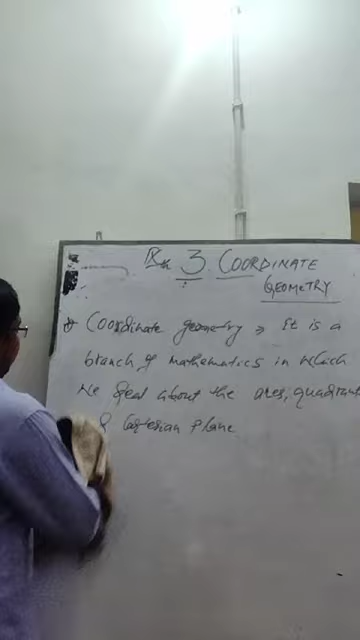 3. COORDINATE
GEOMETRY
Coordinate geometry → It is a
branch of mathematics in which
we deal about the axes, quadrant
& Cartesian Plane